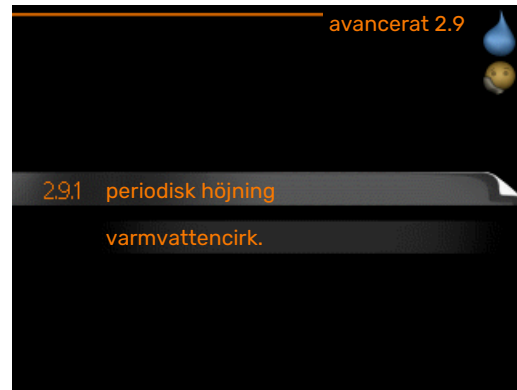 avancerat 2.9
2.9.1 periodisk höjning
varmvattencirk.